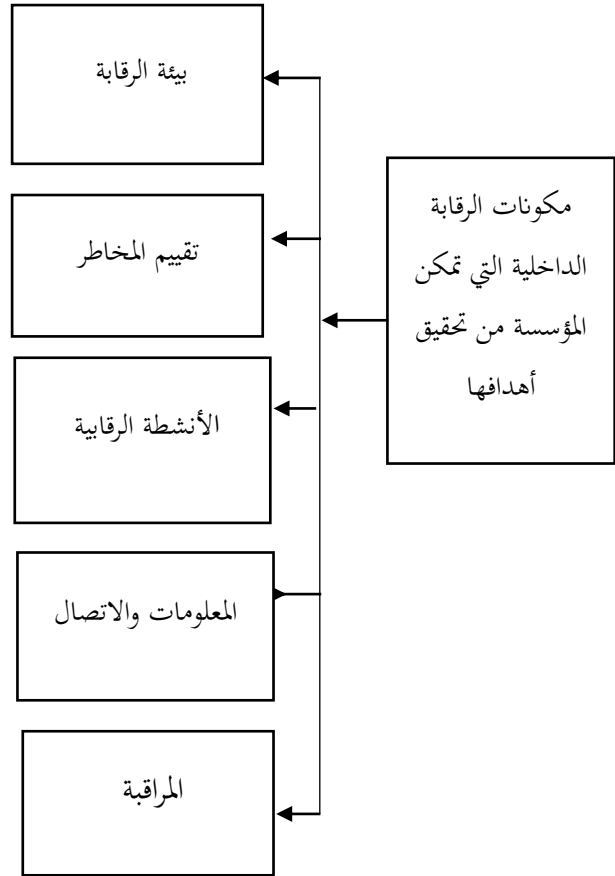 بيئة الرقابة
تقييم المخاطر
الأنشطة الرقابية
المعلومات والاتصال
المراقبة
مكونات الرقابة
الداخلية التي تمكن
المؤسسة من تحقيق
أهدافها